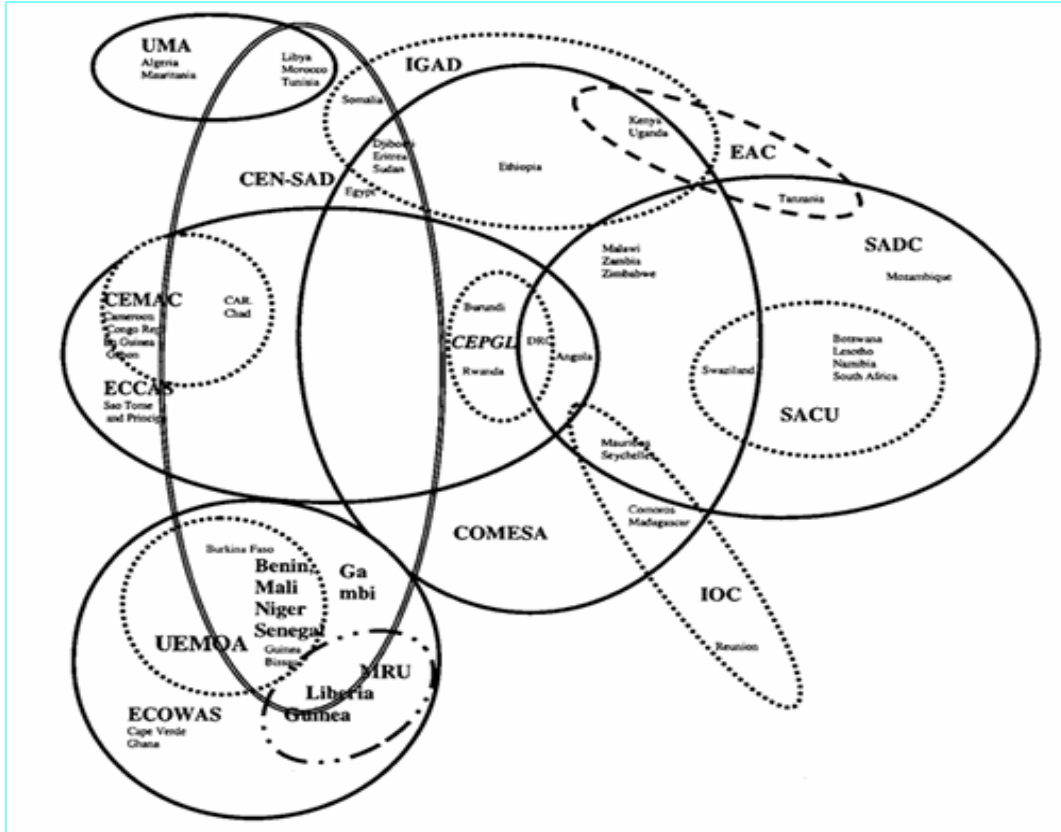 UMA
Algeria
Mauritania
Libya
Morocco
Tunisia
IGAD
Somalia
Kenya
Uganda
EAC
Djibouti
Eritrea
Sudan
Ethiopia
CEN-SAD
Egypt
Tanzania
SADC
Malawi
Zambia
Zimbabwe
Mozambique
CEMAC
Cameroon
Congo Rep
Eq Guinea
Gabon
CAR.
Chad
Burundi
CEPGL
DRC
Angola
Rwanda
Swaziland
Botswana
Lesotho
Namibia
South Africa
SACU
ECCAS
Sao Tome
and Principe
Mauritius
Seychelles
Comoros
Madagascar
COMESA
IOC
Reunion
Burkina Faso
Benin,
Mali
Niger
Senegal
Ga
mbi
UEMOA
Guinea
Bissau
MRU
Liberia
Guinea
ECOWAS
Cape Verde
Ghana